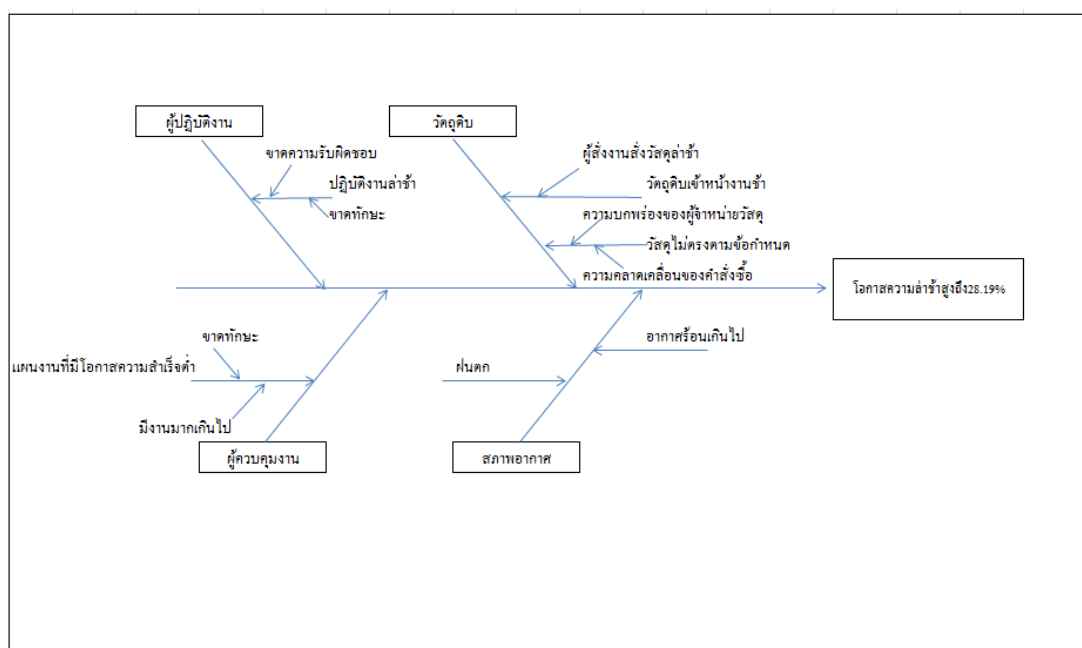 ผู้ปฏิบัติงาน
วัตถุดิบ
ขาดความรับผิดชอบ
ผู้สั่งงานสั่งวัสดุล่าช้า
ปฏิบัติงานล่าช้า
วัตถุดิบเข้าหน้างานช้า
ขาดทักษะ
ความบกพร่องของผู้จำหน่ายวัสดุ
วัสดุไม่ตรงตามข้อกำหนด
ความคลาดเคลื่อนของคำสั่งซื้อ
โอกาสความล่าช้าสูงถึง28.19%
ขาดทักษะ
อากาศร้อนเกินไป
แผนงานที่มีโอกาสความสำเร็จต่ำ
ฝนตก
มีงานมากเกินไป
ผู้ควบคุมงาน
สภาพอากาศ